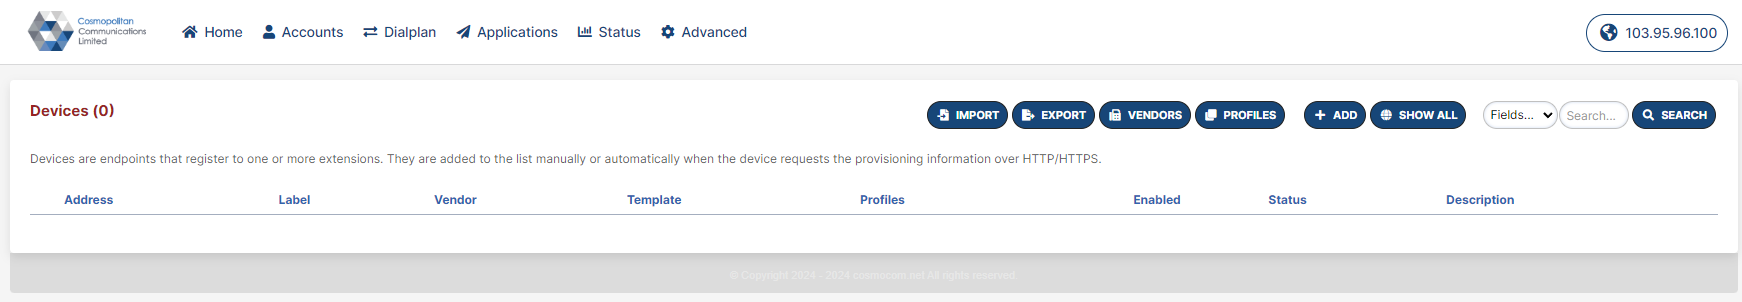 Cosmopolitan
Communications
Limited
Home Accounts Dialplan Applications Status Advanced
103.95.96.100
Devices (0)
IMPORT EXPORT VENDORS PROFILES ADD SHOW ALL Fields... Search... SEARCH
Devices are endpoints that register to one or more extensions. They are added to the list manually or automatically when the device requests the provisioning information over HTTP/HTTPS.
Address Label Vendor Template Profiles Enabled Status Description
© Copyright 2024 - 2024 cosmocom.net All rights reserved